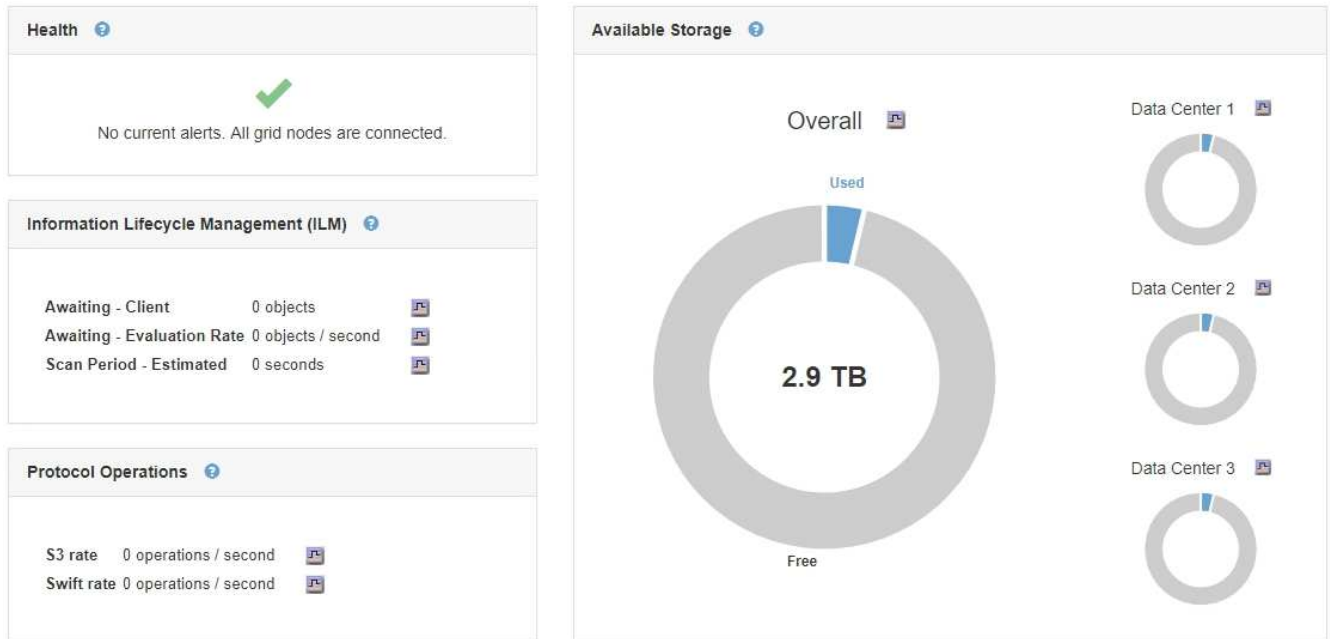 Health
No current alerts. All grid nodes are connected.
Information Lifecycle Management (ILM)
Awaiting - Client 0 objects
Awaiting - Evaluation Rate 0 objects / second
Scan Period - Estimated 0 seconds
Protocol Operations
S3 rate 0 operations / second
Swift rate 0 operations / second
Available Storage
Overall
Used
2.9 TB
Free
Data Center 1
Data Center 2
Data Center 3